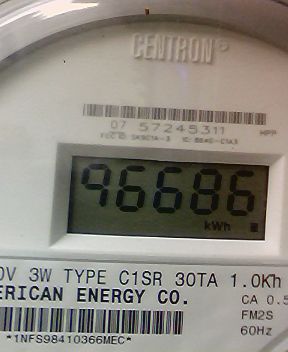 CENTRON®
07 57245311 HPP
96686
kWh
0V 3W TYPE C1SR 30TA 1.0Kh
ERICAN ENERGY CO. CA 0.5
FM2S
*1NFS98410366MEC* 60Hz